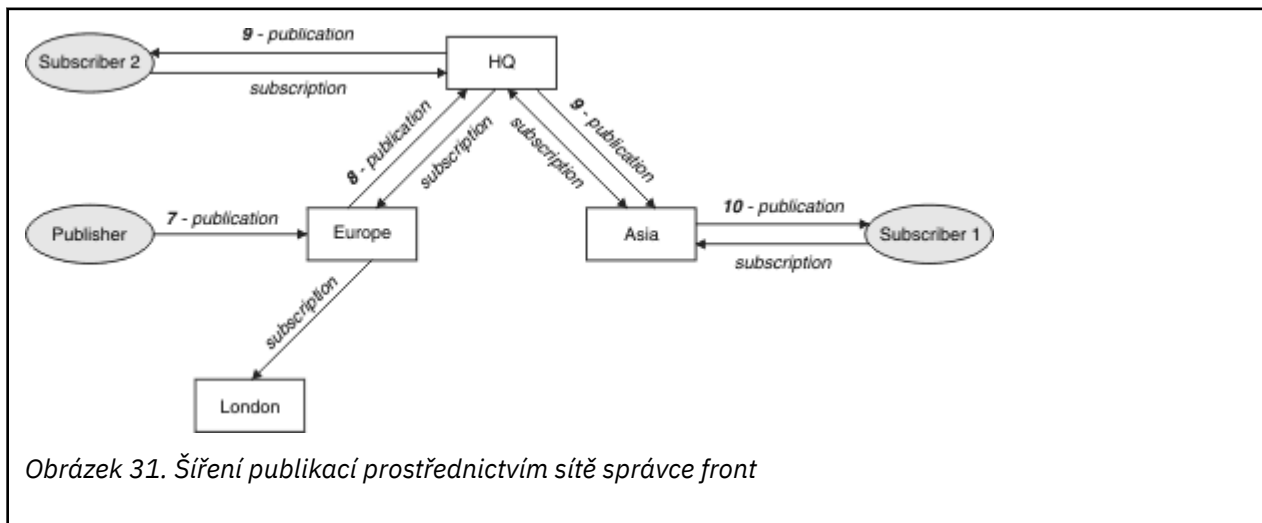 9 - publication
Subscriber 2
HQ
subscription
8 - publication
subscription
subscription
9 - publication
7 - publication
Publisher
Europe
Asia
10 - publication
Subscriber 1
subscription
subscription
London
Obrázek 31. Šíření publikací prostřednictvím sítě správce front